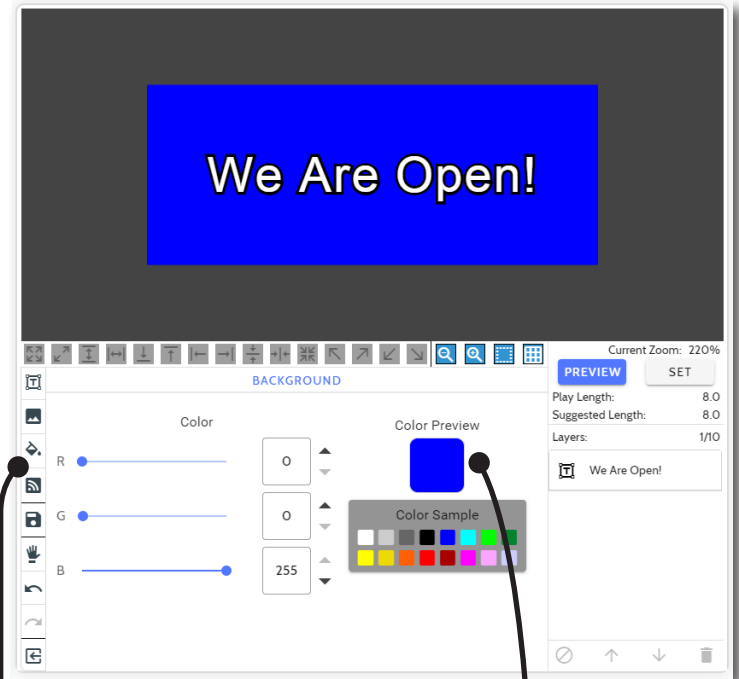 We Are Open!
Current Zoom: 220%
PREVIEW SET
Play Length: 8.0
Suggested Length: 8.0
Layers: 1/10
We Are Open!
BACKGROUND
Color
Color Preview
R 0
G 0
B 255
Color Sample